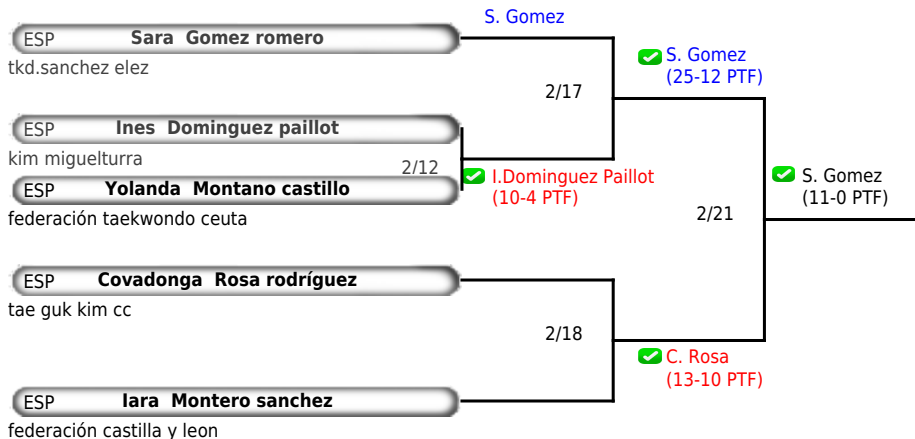 S. Gomez
ESP Sara Gomez romero
tkd.sanchez elez
S. Gomez
(25-12 PTF)
2/17
ESP Ines Dominguez paillot
kim miguelturra
2/12
I.Dominguez Paillot
(10-4 PTF)
ESP Yolanda Montano castillo
federación taekwondo ceuta
S. Gomez
(11-0 PTF)
2/21
ESP Covadonga Rosa rodríguez
tae guk kim cc
2/18
C. Rosa
(13-10 PTF)
ESP Iara Montero sanchez
federación castilla y leon